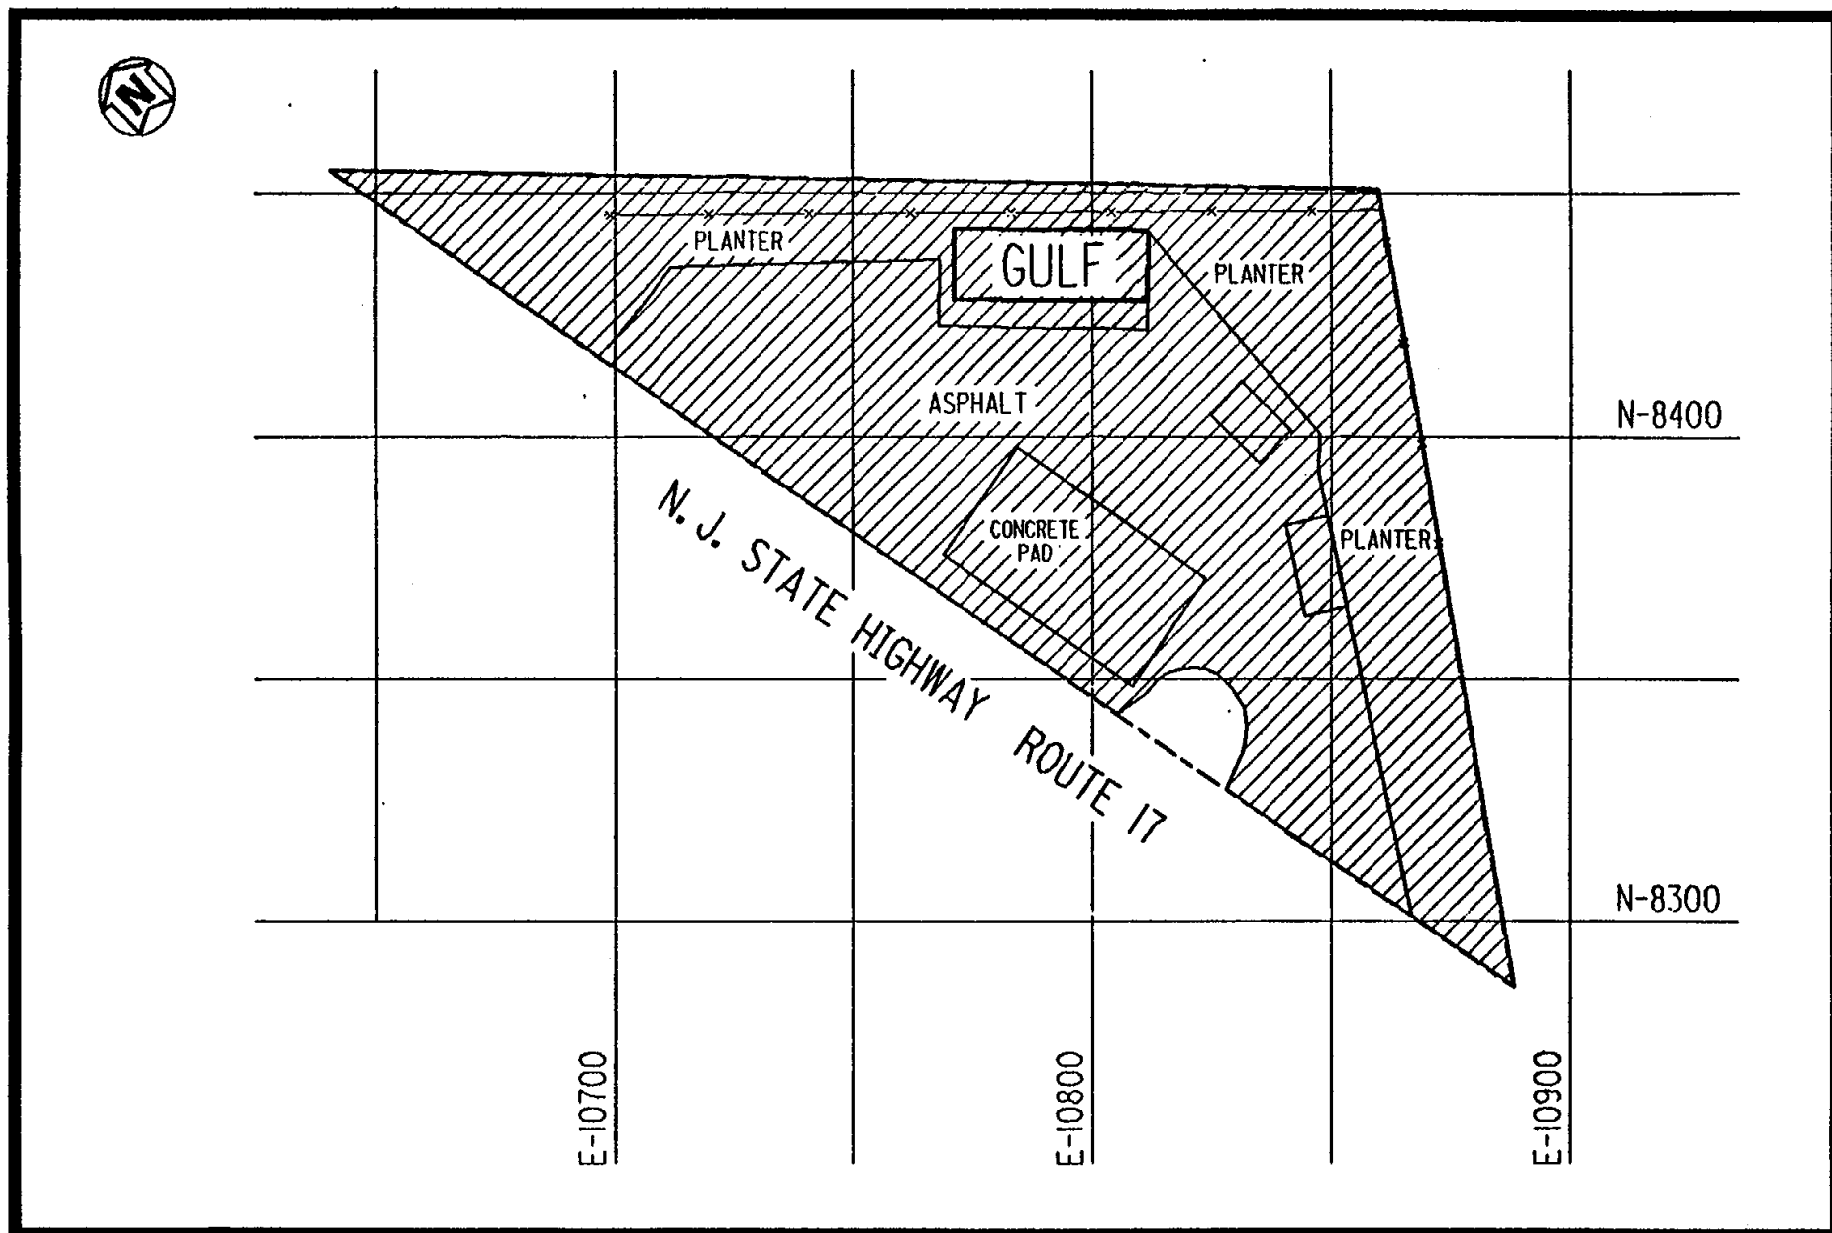 N
PLANTER
GULF
PLANTER
ASPHALT
N-8400
CONCRETE
PAD
PLANTER
N. J. STATE HIGHWAY ROUTE 17
N-8300
E-10700
E-10800
E-10900